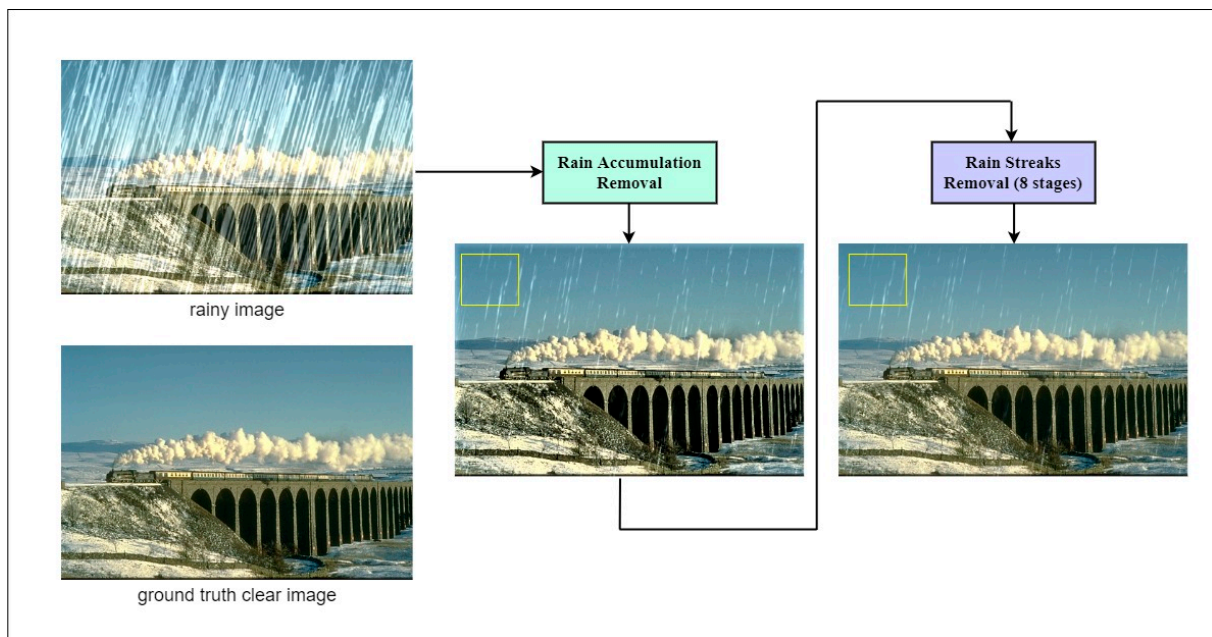 rainy image
ground truth clear image
Rain Accumulation
Removal
Rain Streaks
Removal (8 stages)